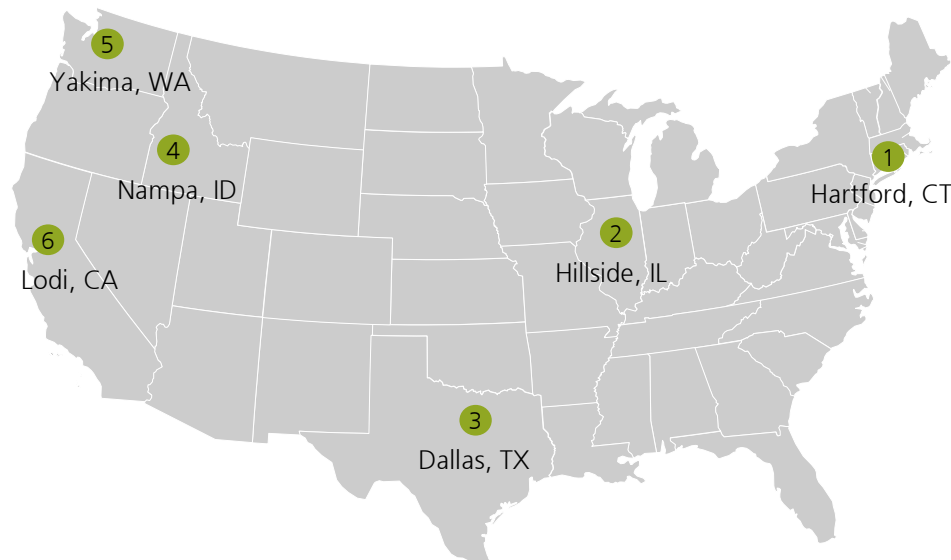 5
Yakima, WA
4
Nampa, ID
1
Hartford, CT
6
Lodi, CA
2
Hillside, IL
3
Dallas, TX